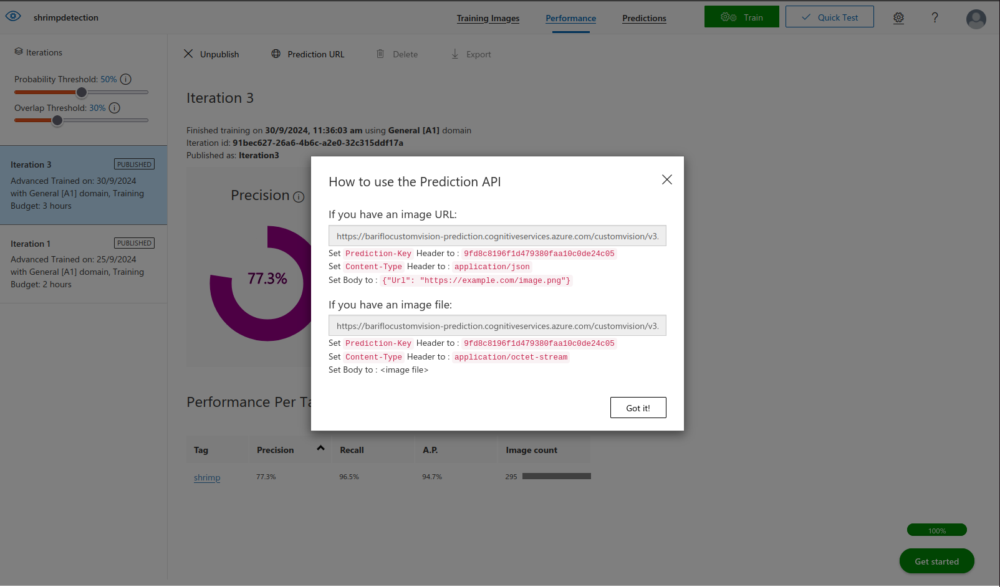 shrimpdetection
Training Images
Performance
Predictions
Train
Quick Test
?
Iterations
Unpublish
Prediction URL
Delete
Export
Probability Threshold: 50% i
Overlap Threshold: 30% i
Iteration 3
Finished training on 30/9/2024, 11:36:03 am using General [A1] domain
Iteration id: 91bec627-26a6-4b6c-a2e0-32c315ddf17a
Published as: Iteration3
Iteration 3 PUBLISHED
Advanced Trained on: 30/9/2024
with General [A1] domain, Training
Budget: 3 hours
Iteration 1 PUBLISHED
Advanced Trained on: 25/9/2024
with General [A1] domain, Training
Budget: 2 hours
Precision i
77.3%
How to use the Prediction API
If you have an image URL:
https://bariflocustomvision-prediction.cognitiveservices.azure.com/customvision/v3.
Set Prediction-Key Header to : 9fd8c8196f1d479380faa10c0de24c05
Set Content-Type Header to : application/json
Set Body to : {"Url": "https://example.com/image.png"}
If you have an image file:
https://bariflocustomvision-prediction.cognitiveservices.azure.com/customvision/v3.
Set Prediction-Key Header to : 9fd8c8196f1d479380faa10c0de24c05
Set Content-Type Header to : application/octet-stream
Set Body to : <image file>
Got it!
Performance Per Ta
Tag Precision Recall A.P. Image count
shrimp 77.3% 96.5% 94.7% 295
100%
Get started